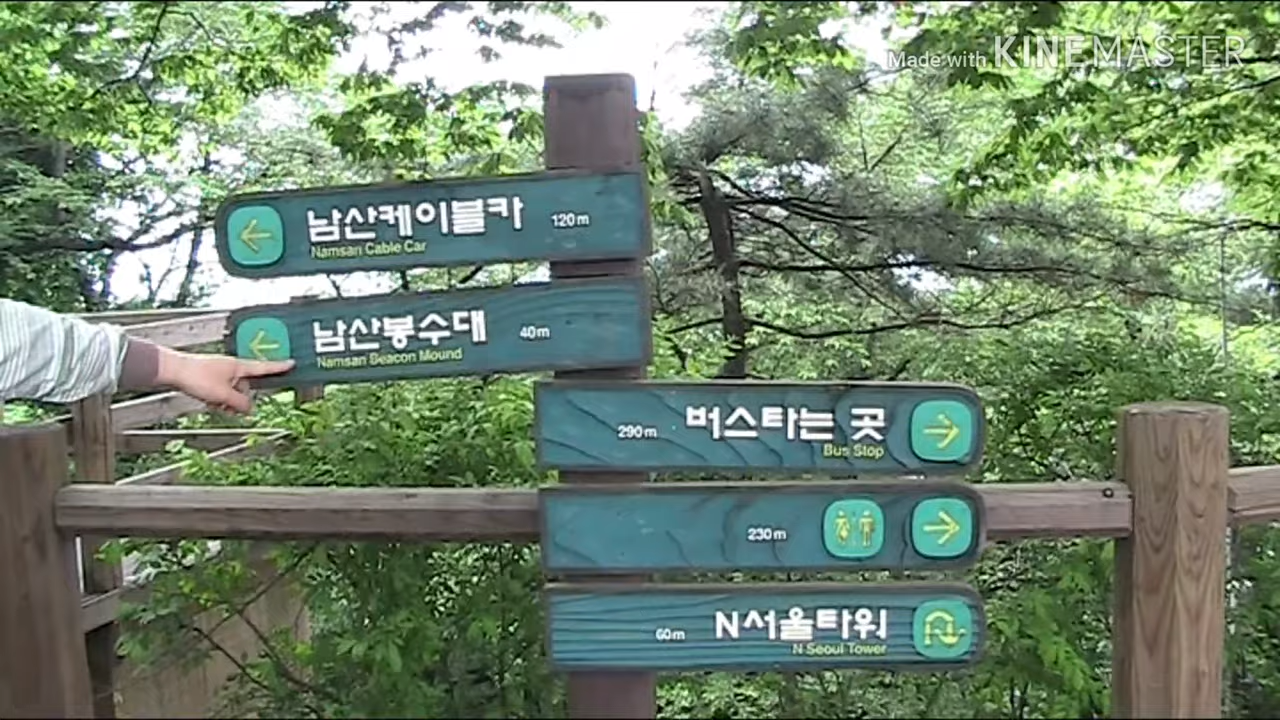 Made with KINEMASTER
남산케이블카 120m
Namsan Cable Car
남산봉수대 40m
Namsan Beacon Mound
290m 버스타는 곳
Bus Stop
230m
60m N서울타워
N Seoul Tower